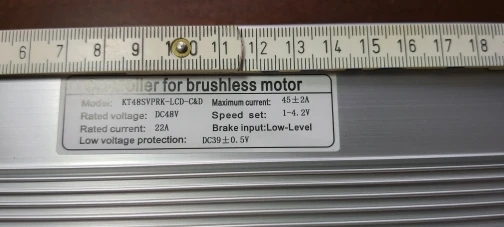 6 7 8 9 10 11 12 13 14 15 16 17 18
Controller for brushless motor
Model: KT48SVPRK-LCD-C&D Maximum current: 45±2A
Rated voltage: DC48V Speed set: 1-4.2V
Rated current: 22A Brake input:Low-Level
Low voltage protection: DC39±0.5V